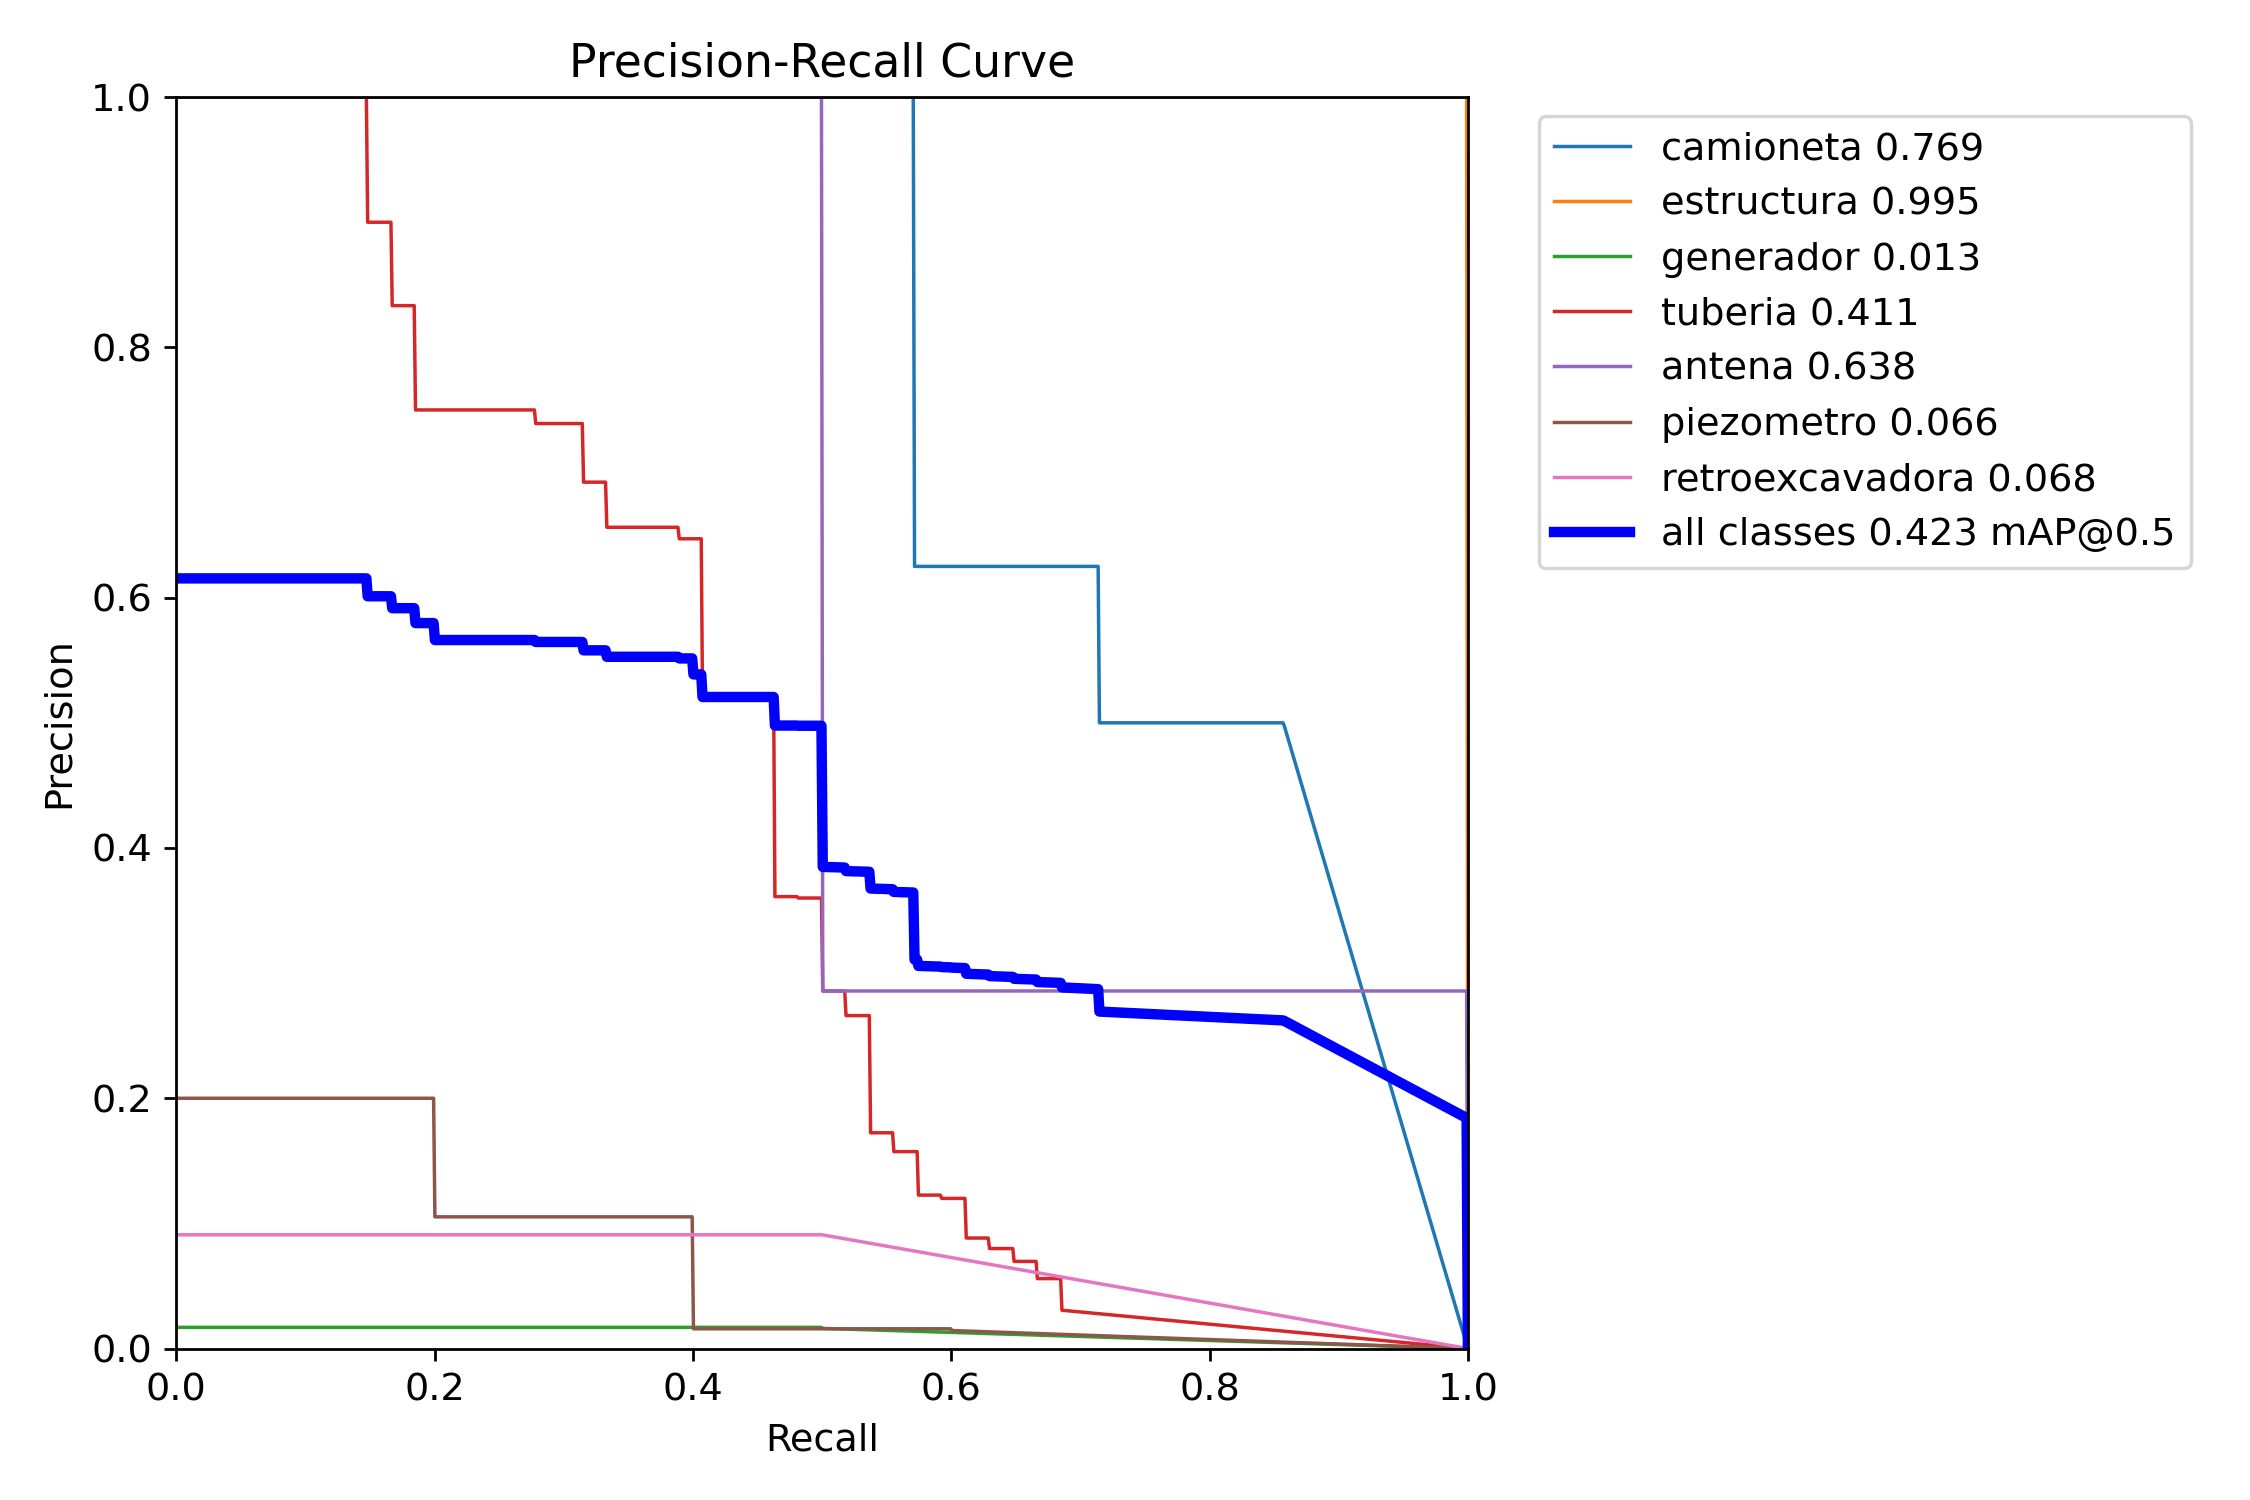 Precision-Recall Curve
1.0
0.8
0.6
0.4
0.2
0.0
Precision
0.0 0.2 0.4 0.6 0.8 1.0
Recall
camioneta 0.769
estructura 0.995
generador 0.013
tuberia 0.411
antena 0.638
piezometro 0.066
retroexcavadora 0.068
all classes 0.423 mAP@0.5